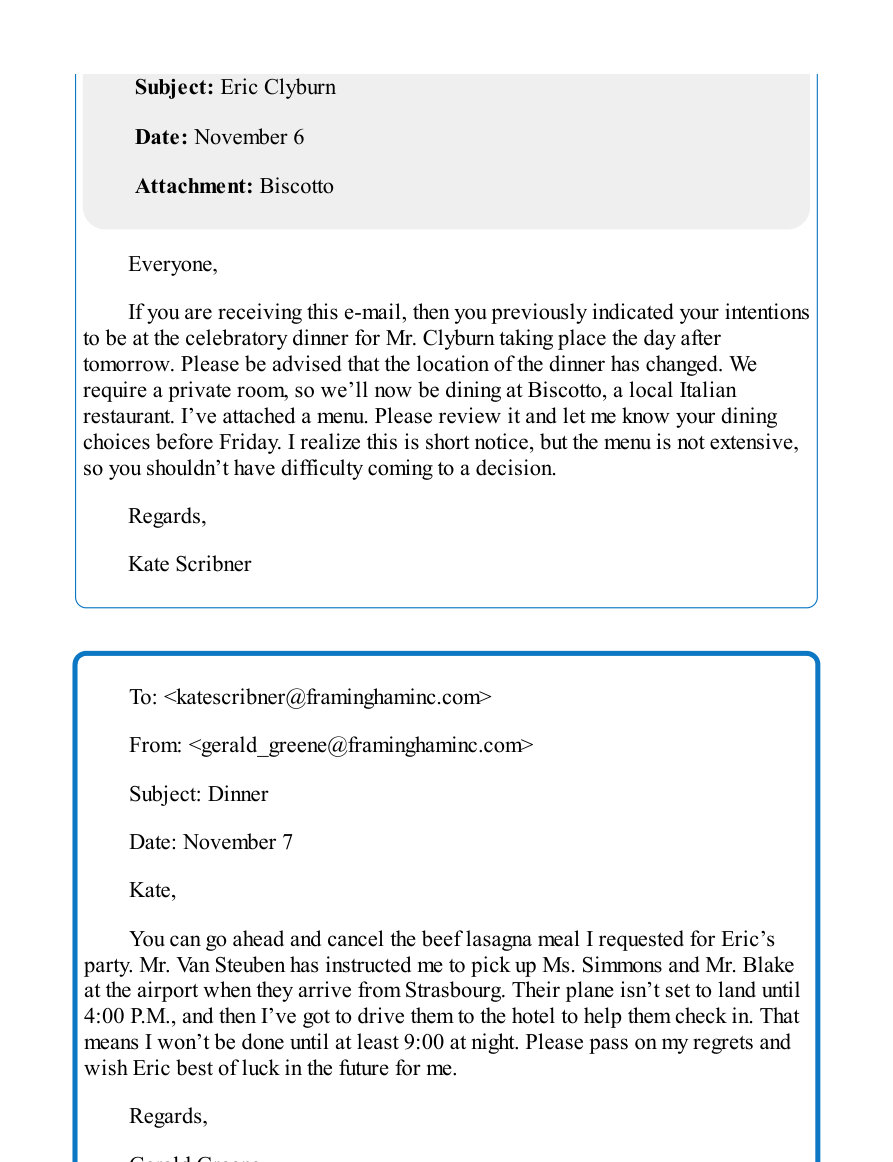 Subject: Eric Clyburn
Date: November 6
Attachment: Biscotto
Everyone,
If you are receiving this e-mail, then you previously indicated your intentions
to be at the celebratory dinner for Mr. Clyburn taking place the day after
tomorrow. Please be advised that the location of the dinner has changed. We
require a private room, so we’ll now be dining at Biscotto, a local Italian
restaurant. I’ve attached a menu. Please review it and let me know your dining
choices before Friday. I realize this is short notice, but the menu is not extensive,
so you shouldn’t have difficulty coming to a decision.
Regards,
Kate Scribner
To: <katescribner@framinghaminc.com>
From: <gerald_greene@framinghaminc.com>
Subject: Dinner
Date: November 7
Kate,
You can go ahead and cancel the beef lasagna meal I requested for Eric’s
party. Mr. Van Steuben has instructed me to pick up Ms. Simmons and Mr. Blake
at the airport when they arrive from Strasbourg. Their plane isn’t set to land until
4:00 P.M., and then I’ve got to drive them to the hotel to help them check in. That
means I won’t be done until at least 9:00 at night. Please pass on my regrets and
wish Eric best of luck in the future for me.
Regards,